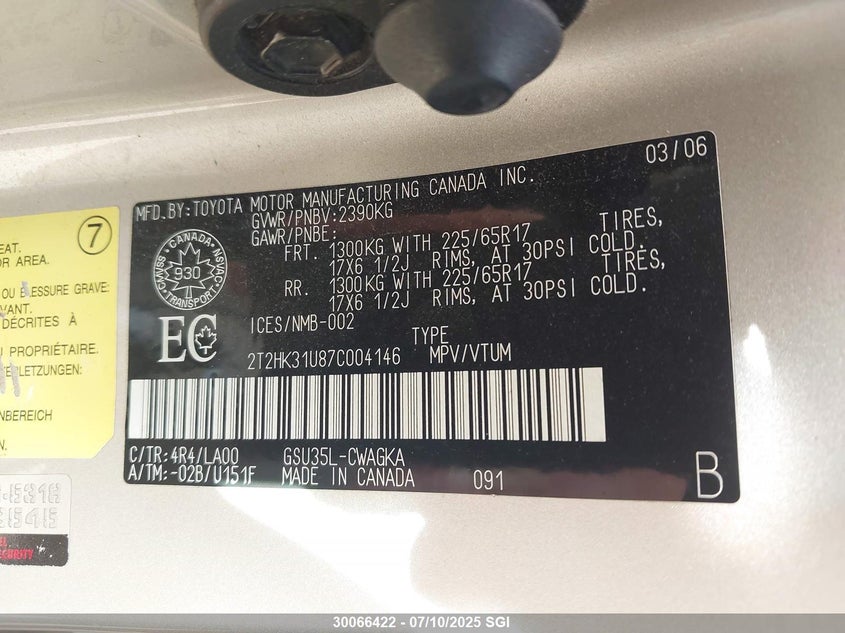 03/06
MFD.BY:TOYOTA MOTOR MANUFACTURING CANADA INC.
GVWR/PNBV:2390KG
GAWR/PNBE:
FRT. 1300KG WITH 225/65R17 TIRES,
17X6 1/2J RIMS, AT 30PSI COLD.
RR. 1300KG WITH 225/65R17 TIRES,
17X6 1/2J RIMS, AT 30PSI COLD.
CANADA
930
TRANSPORT
EC
ICES/NMB-002
TYPE
2T2HK31U87C004146 MPV/VTUM
C/TR:4R4/LA00 GSU35L-CWAGKA
A/TM:-02B/U151F MADE IN CANADA 091
B
7
EAT.
OR AREA.
OU BLESSURE GRAVE:
VANT.
DÉCRITES À
U PROPRIÉTAIRE.
ERLETZUNGEN:
NBEREICH
30066422 - 07/10/2025 SGI